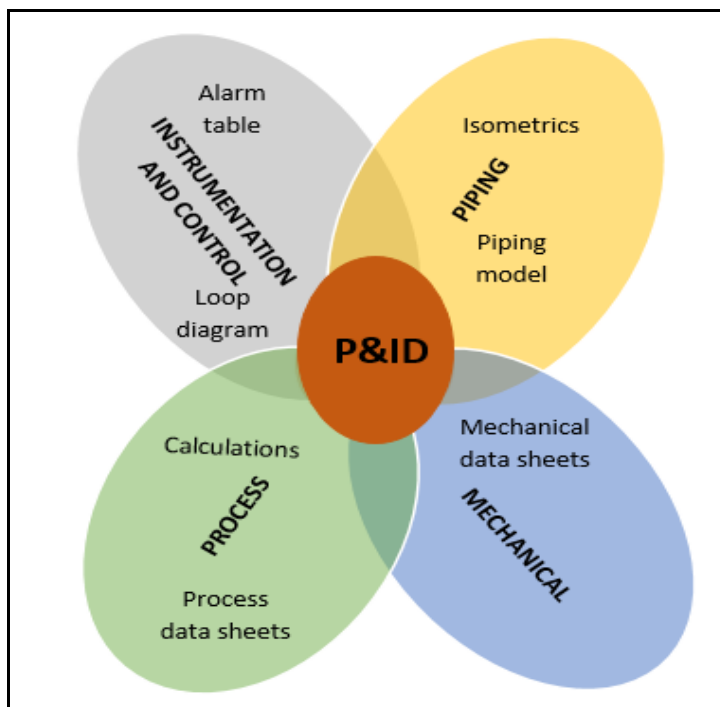 Alarm
table
INSTRUMENTATION
AND CONTROL
Loop
diagram
Isometrics
PIPING
Piping
model
P&ID
Calculations
PROCESS
Process
data sheets
Mechanical
data sheets
MECHANICAL